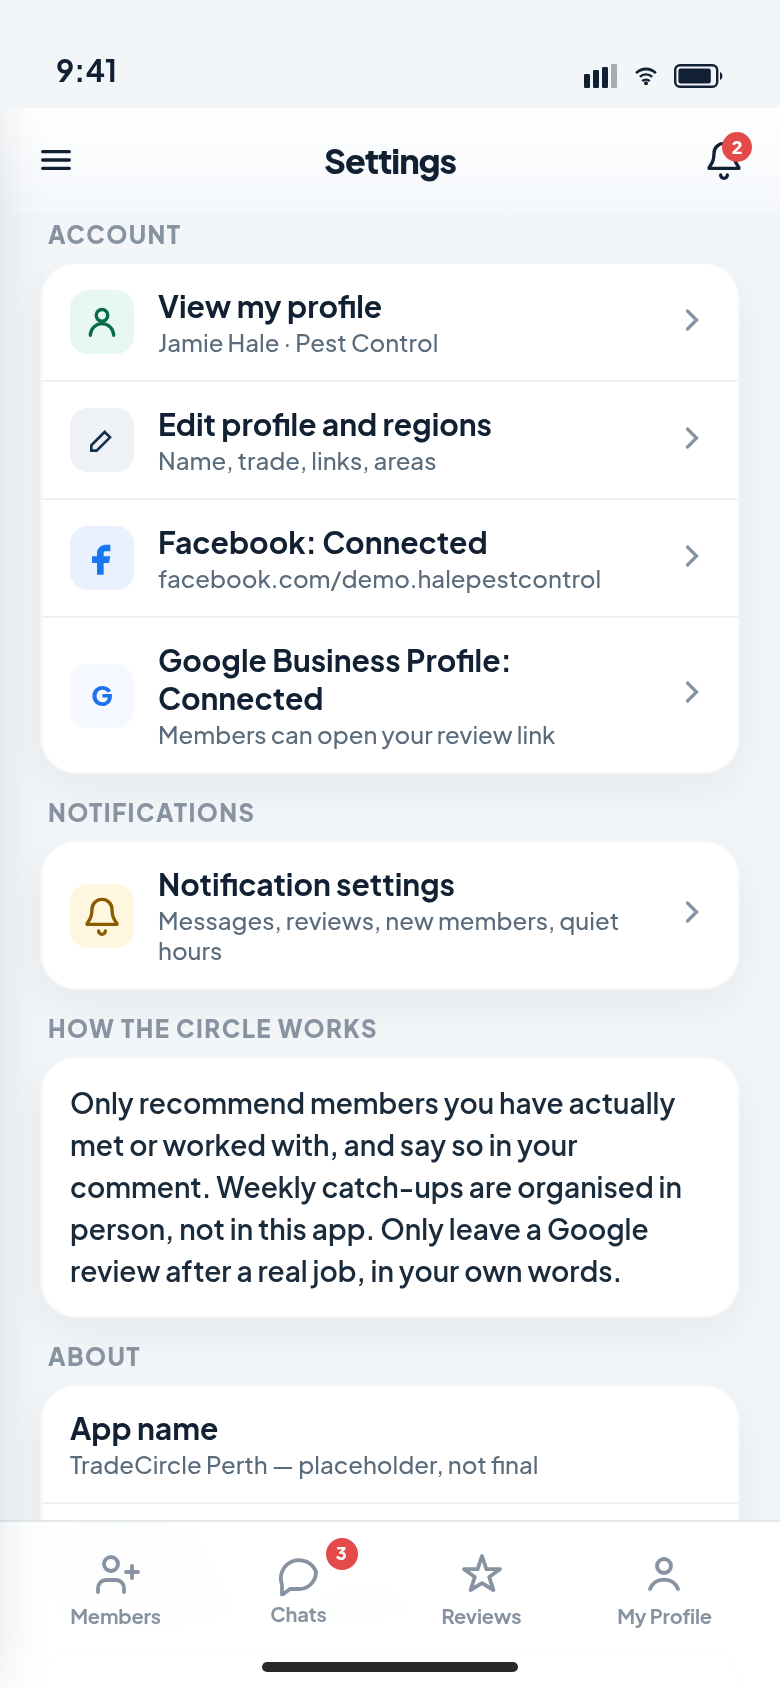 9:41
Settings
2
ACCOUNT
View my profile
Jamie Hale · Pest Control
Edit profile and regions
Name, trade, links, areas
Facebook: Connected
facebook.com/demo.halepestcontrol
Google Business Profile:
Connected
G
Members can open your review link
NOTIFICATIONS
Notification settings
Messages, reviews, new members, quiet
hours
HOW THE CIRCLE WORKS
Only recommend members you have actually
met or worked with, and say so in your
comment. Weekly catch-ups are organised in
person, not in this app. Only leave a Google
review after a real job, in your own words.
ABOUT
App name
TradeCircle Perth — placeholder, not final
3
Members
Chats
Reviews
My Profile